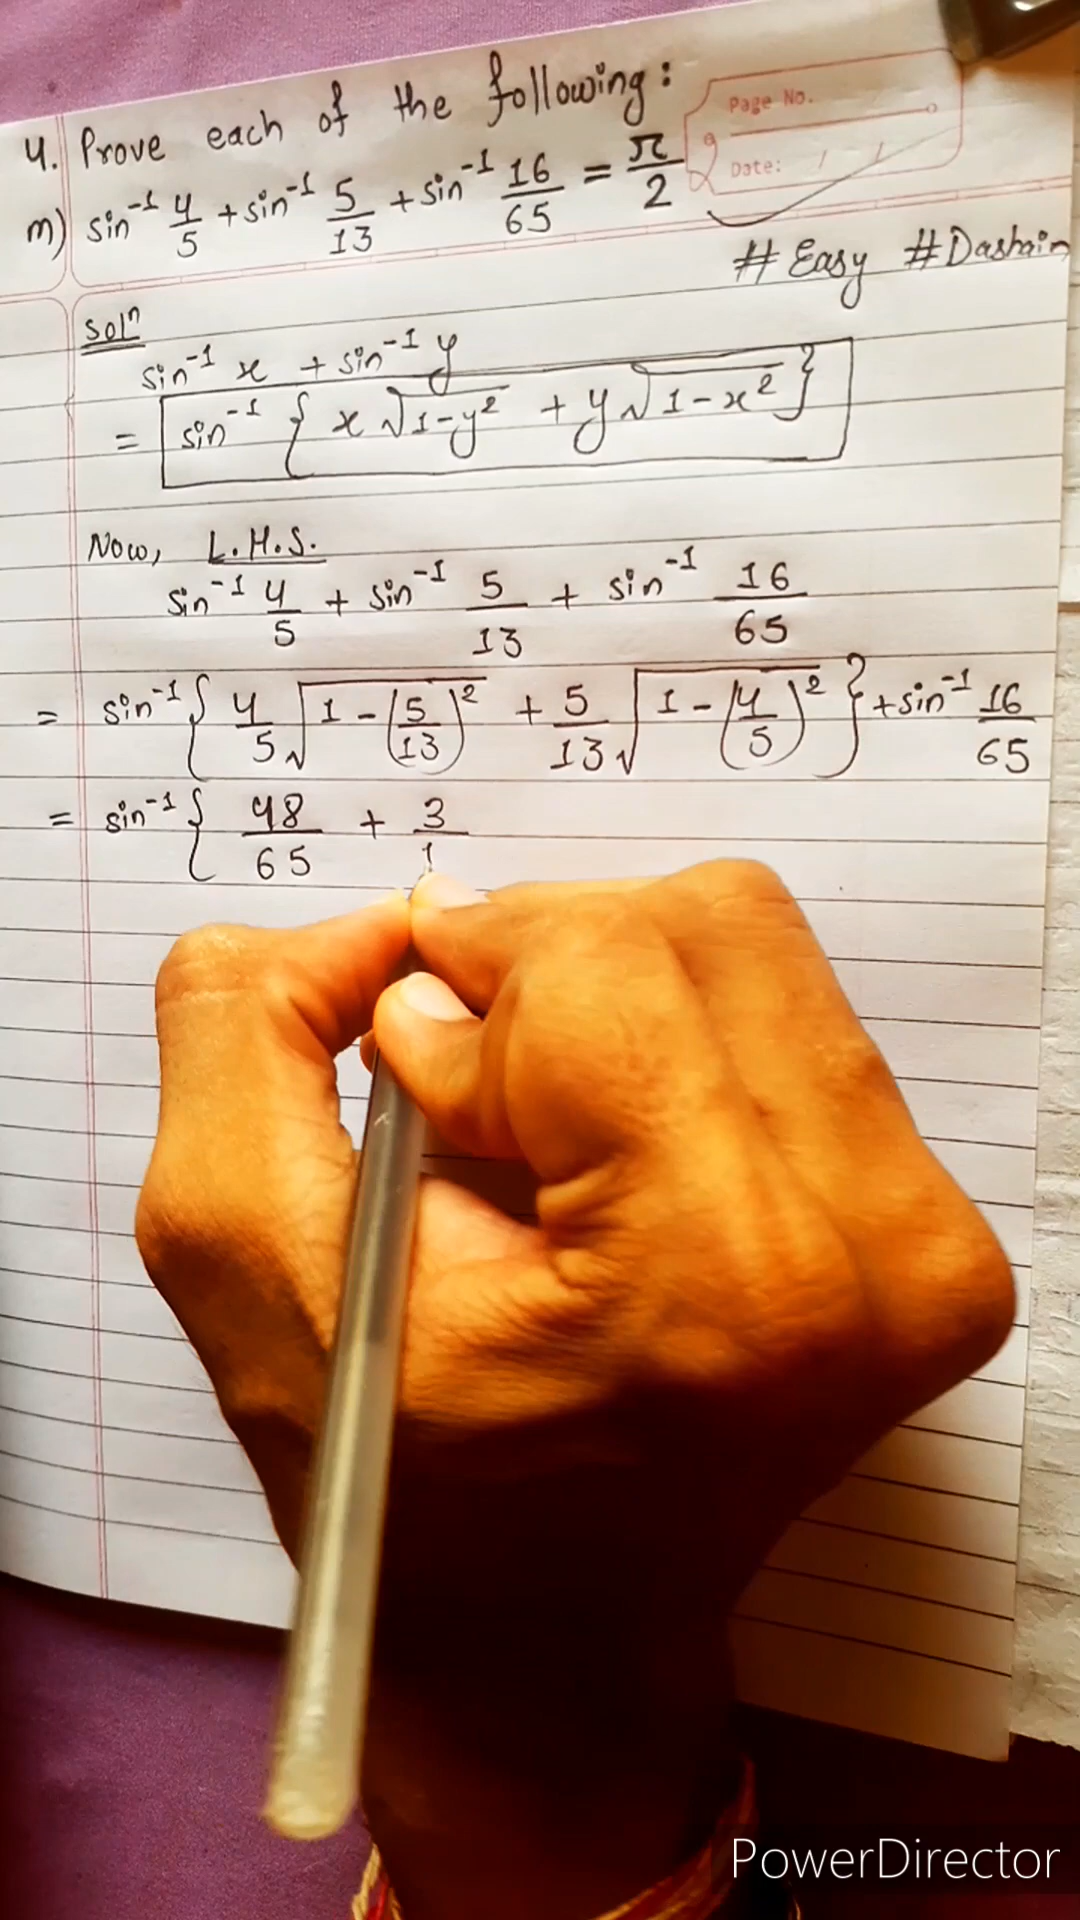 4. Prove each of the following:
Page No.
Date: / /
m) sin⁻¹ 4/5 + sin⁻¹ 5/13 + sin⁻¹ 16/65 = π/2
# Easy # Dashain
Solⁿ
sin⁻¹ x + sin⁻¹ y
= sin⁻¹ { x √1-y² + y √1-x² }
Now, L.H.S.
sin⁻¹ 4/5 + sin⁻¹ 5/13 + sin⁻¹ 16/65
= sin⁻¹ { 4/5 √1-(5/13)² + 5/13 √1-(4/5)² } + sin⁻¹ 16/65
= sin⁻¹ { 48/65 + 3/1
PowerDirector